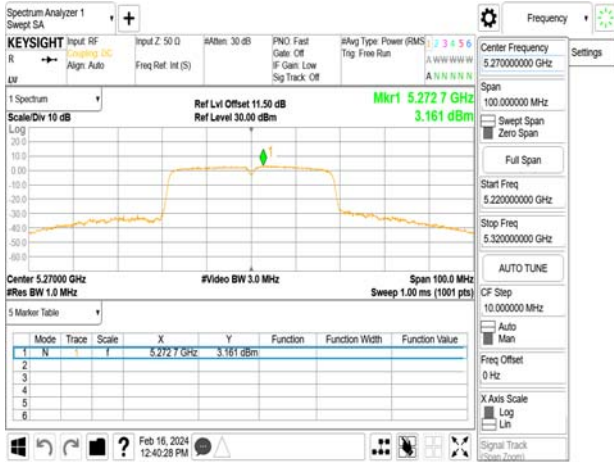 Spectrum Analyzer 1
Swept SA
Frequency
KEYSIGHT
R
Input: RF
Coupling: DC
Align: Auto
Input Z: 50 Ω
Freq Ref: Int (S)
#Atten: 30 dB
PNO: Fast
Gate: Off
IF Gain: Low
Sig Track: Off
#Avg Type: Power (RMS
Trig: Free Run
1 2 3 4 5 6
A W W W W W
A N N N N N
1 Spectrum
Scale/Div 10 dB
Ref Lvl Offset 11.50 dB
Ref Level 30.00 dBm
Mkr1 5.272 7 GHz
3.161 dBm
Log
20.0
10.0
0.00
-10.0
-20.0
-30.0
-40.0
-50.0
-60.0
1
Center 5.27000 GHz
#Res BW 1.0 MHz
#Video BW 3.0 MHz
Span 100.0 MHz
Sweep 1.00 ms (1001 pts)
5 Marker Table
Mode Trace Scale X Y Function Function Width Function Value
1 N 1 f 5.272 7 GHz 3.161 dBm
2
3
4
5
6
Feb 16, 2024
12:40:28 PM
Center Frequency
5.270000000 GHz
Settings
Span
100.000000 MHz
Swept Span
Zero Span
Full Span
Start Freq
5.220000000 GHz
Stop Freq
5.320000000 GHz
AUTO TUNE
CF Step
10.000000 MHz
Auto
Man
Freq Offset
0 Hz
X Axis Scale
Log
Lin
Signal Track
(Span Zoom)